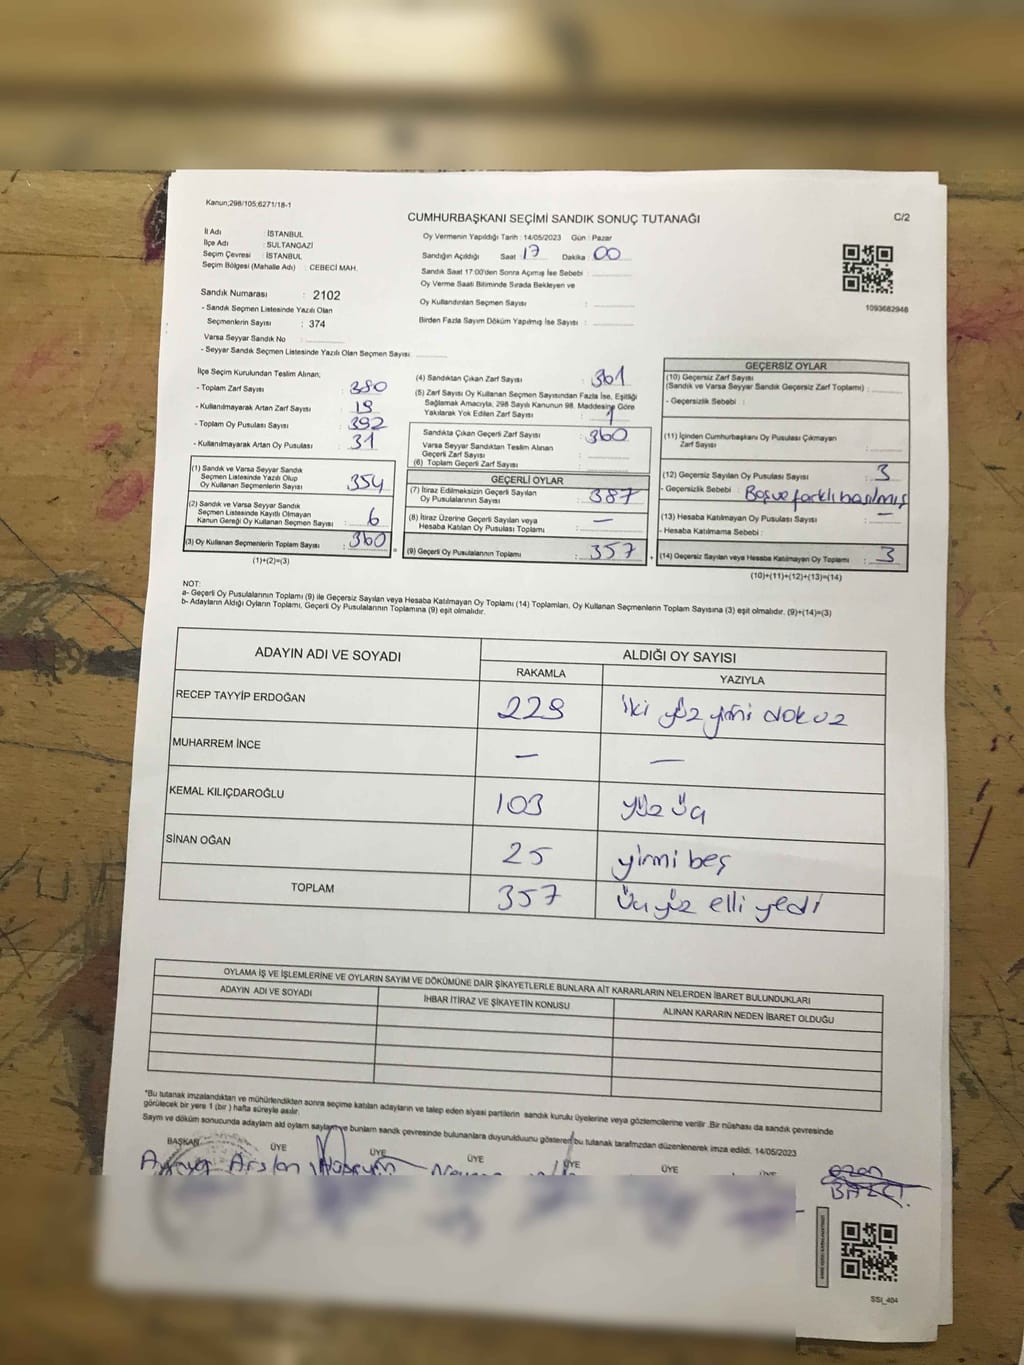 Kanun;298/105;6271/18-1
CUMHURBAŞKANI SEÇİMİ SANDIK SONUÇ TUTANAĞI
C/2
İl Adı : İSTANBUL
İlçe Adı : SULTANGAZİ
Seçim Çevresi : İSTANBUL
Seçim Bölgesi (Mahalle Adı) : CEBECİ MAH.
Oy Vermenin Yapıldığı Tarih : 14/05/2023 Gün : Pazar
Sandığın Açıldığı Saat : 17 Dakika : 00
Sandık Saat 17:00'den Sonra Açılmış İse Sebebi :
Oy Verme Saati Bitiminde Sırada Bekleyen ve
Oy Kullandırılan Seçmen Sayısı :
Birden Fazla Sayım Döküm Yapılmış İse Sayısı :
1093682948
Sandık Numarası : 2102
- Sandık Seçmen Listesinde Yazılı Olan
Seçmenlerin Sayısı : 374
Varsa Seyyar Sandık No :
- Seyyar Sandık Seçmen Listesinde Yazılı Olan Seçmen Sayısı
İlçe Seçim Kurulundan Teslim Alınan;
- Toplam Zarf Sayısı : 380
- Kullanılmayarak Artan Zarf Sayısı : 19
- Toplam Oy Pusulası Sayısı : 392
- Kullanılmayarak Artan Oy Pusulası : 31
(1) Sandık ve Varsa Seyyar Sandık
Seçmen Listesinde Yazılı Olup
Oy Kullanan Seçmenlerin Sayısı : 354
(2) Sandık ve Varsa Seyyar Sandık
Seçmen Listesinde Kayıtlı Olmayan
Kanun Gereği Oy Kullanan Seçmen Sayısı : 6
(3) Oy Kullanan Seçmenlerin Toplam Sayısı : 360
(1)+(2)=(3)
(4) Sandıktan Çıkan Zarf Sayısı : 361
(5) Zarf Sayısı Oy Kullanan Seçmen Sayısından Fazla İse, Eşitliği
Sağlamak Amacıyla, 298 Sayılı Kanunun 98. Maddesine Göre
Yakılarak Yok Edilen Zarf Sayısı : 1
Sandıkta Çıkan Geçerli Zarf Sayısı : 360
Varsa Seyyar Sandıktan Teslim Alınan
Geçerli Zarf Sayısı :
(6) Toplam Geçerli Zarf Sayısı :
GEÇERLİ OYLAR
(7) İtiraz Edilmeksizin Geçerli Sayılan
Oy Pusulalarının Sayısı : 387
(8) İtiraz Üzerine Geçerli Sayılan veya
Hesaba Katılan Oy Pusulası Toplamı : —
(9) Geçerli Oy Pusulalarının Toplamı : 357
GEÇERSİZ OYLAR
(10) Geçersiz Zarf Sayısı
(Sandık ve Varsa Seyyar Sandık Geçersiz Zarf Toplamı) :
- Geçersizlik Sebebi :
(11) İçinden Cumhurbaşkanı Oy Pusulası Çıkmayan
Zarf Sayısı :
(12) Geçersiz Sayılan Oy Pusulası Sayısı : 3
- Geçersizlik Sebebi : Boş ve farklı basılmış
(13) Hesaba Katılmayan Oy Pusulası Sayısı : —
- Hesaba Katılmama Sebebi :
(14) Geçersiz Sayılan veya Hesaba Katılmayan Oy Toplamı : 3
(10)+(11)+(12)+(13)=(14)
NOT:
a- Geçerli Oy Pusulalarının Toplamı (9) ile Geçersiz Sayılan veya Hesaba Katılmayan Oy Toplamı (14) Toplamları, Oy Kullanan Seçmenlerin Toplam Sayısına (3) eşit olmalıdır. (9)+(14)=(3)
b- Adayların Aldığı Oyların Toplamı, Geçerli Oy Pusulalarının Toplamına (9) eşit olmalıdır.
ADAYIN ADI VE SOYADI ALDIĞI OY SAYISI
RAKAMLA YAZIYLA
RECEP TAYYİP ERDOĞAN 229 iki yüz yirmi dokuz
MUHARREM İNCE — —
KEMAL KILIÇDAROĞLU 103 yüz üç
SİNAN OĞAN 25 yirmi beş
TOPLAM 357 üç yüz elli yedi
OYLAMA İŞ VE İŞLEMLERİNE VE OYLARIN SAYIM VE DÖKÜMÜNE DAİR ŞİKAYETLERLE BUNLARA AİT KARARLARIN NELERDEN İBARET BULUNDUKLARI
ADAYIN ADI VE SOYADI İHBAR İTİRAZ VE ŞİKAYETİN KONUSU ALINAN KARARIN NEDEN İBARET OLDUĞU
*Bu tutanak imzalandıktan ve mühürlendikten sonra seçime katılan adayların ve talep eden siyasi partilerin sandık kurulu üyelerine veya gözlemcilerine verilir. Bir nüshası da sandık çevresinde
görülecek bir yere 1 (bir) hafta süreyle asılır.
Sayım ve döküm sonucunda adayların aldı oyların sayıları ve bunların sandık çevresinde bulunanlara duyurulduunu gösteren bu tutanak tarafımızdan düzenlenerek imza edildi. 14/05/2023
BAŞKAN ÜYE ÜYE ÜYE ÜYE ÜYE
Arslan Hüseyin
SSI_404